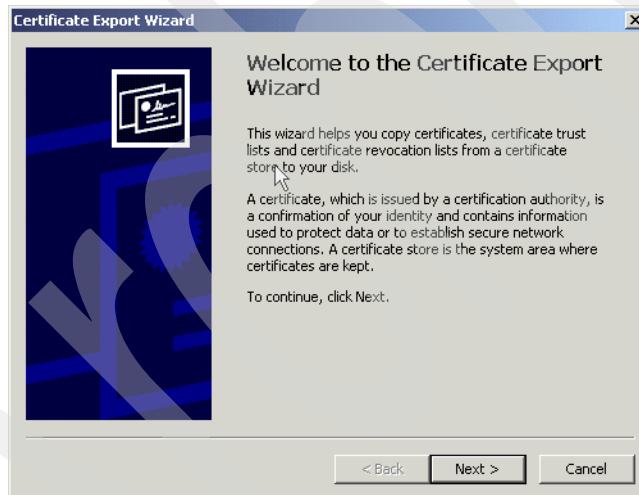 Certificate Export Wizard
Welcome to the Certificate Export
Wizard
This wizard helps you copy certificates, certificate trust
lists and certificate revocation lists from a certificate
store to your disk.
A certificate, which is issued by a certification authority, is
a confirmation of your identity and contains information
used to protect data or to establish secure network
connections. A certificate store is the system area where
certificates are kept.
To continue, click Next.
< Back
Next >
Cancel